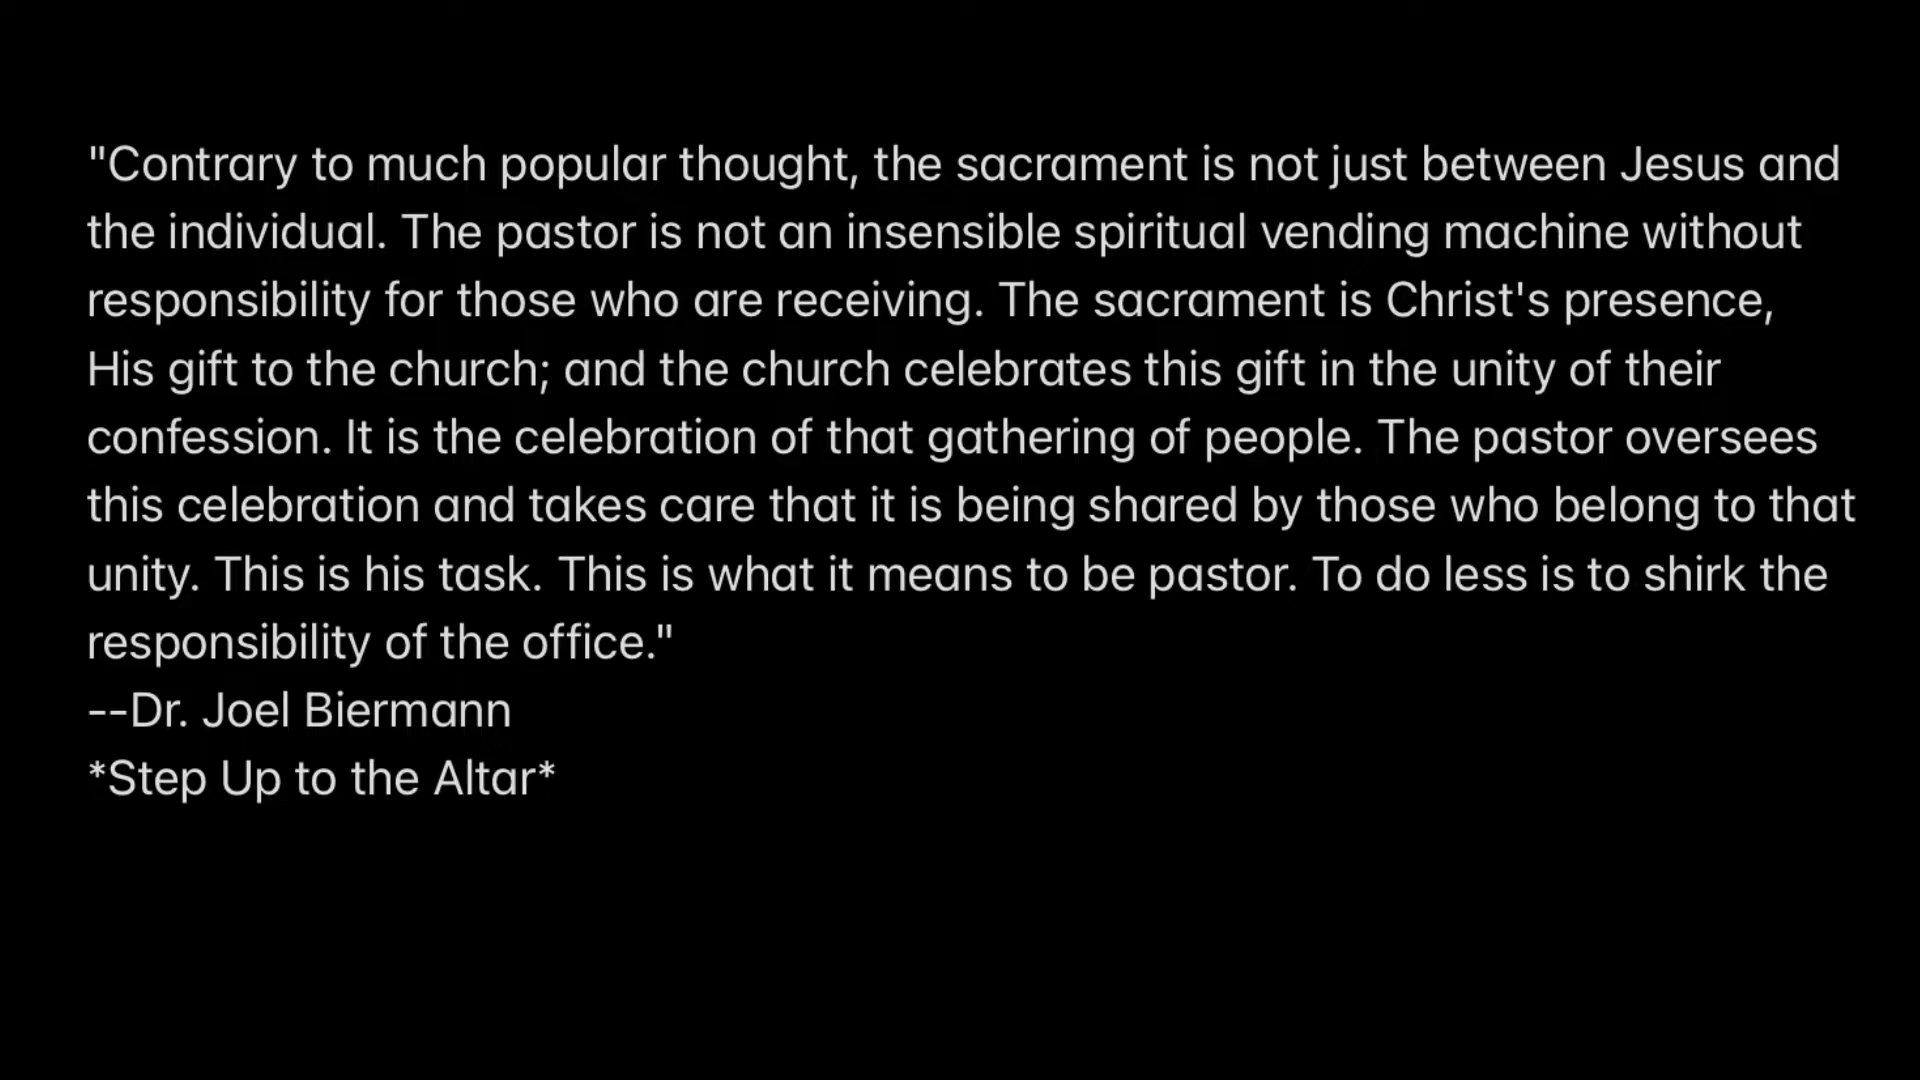 "Contrary to much popular thought, the sacrament is not just between Jesus and
the individual. The pastor is not an insensible spiritual vending machine without
responsibility for those who are receiving. The sacrament is Christ's presence,
His gift to the church; and the church celebrates this gift in the unity of their
confession. It is the celebration of that gathering of people. The pastor oversees
this celebration and takes care that it is being shared by those who belong to that
unity. This is his task. This is what it means to be pastor. To do less is to shirk the
responsibility of the office."
--Dr. Joel Biermann
*Step Up to the Altar*